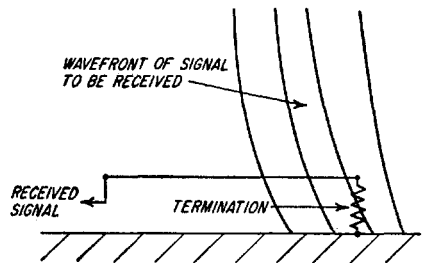 WAVEFRONT OF SIGNAL
TO BE RECEIVED
RECEIVED
SIGNAL
TERMINATION